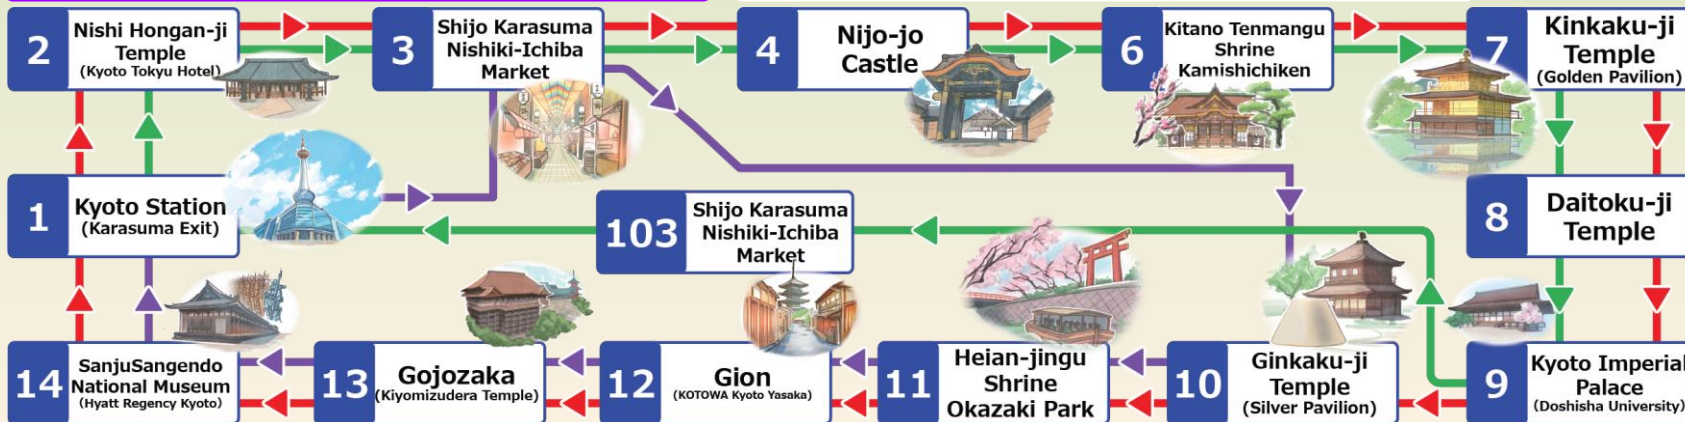 2
Nishi Hongan-ji
Temple
(Kyoto Tokyu Hotel)
3
Shijo Karasuma
Nishiki-Ichiba
Market
4
Nijo-jo
Castle
6
Kitano Tenmangu
Shrine
Kamishichiken
7
Kinkaku-ji
Temple
(Golden Pavilion)
1
Kyoto Station
(Karasuma Exit)
103
Shijo Karasuma
Nishiki-Ichiba
Market
8
Daitoku-ji
Temple
14
SanjuSangendo
National Museum
(Hyatt Regency Kyoto)
13
Gojozaka
(Kiyomizudera Temple)
12
Gion
(KOTOWA Kyoto Yasaka)
11
Heian-jingu
Shrine
Okazaki Park
10
Ginkaku-ji
Temple
(Silver Pavilion)
9
Kyoto Imperial
Palace
(Doshisha University)